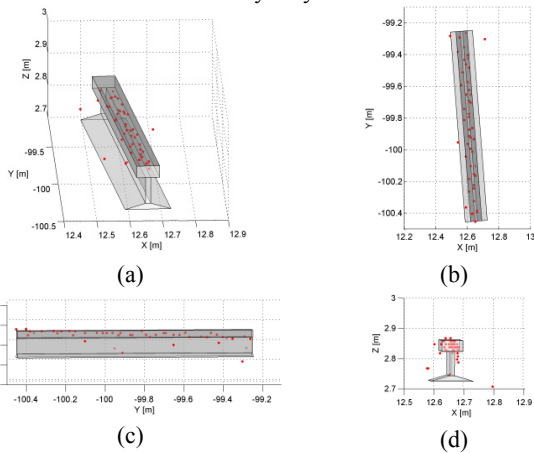 3
2.9
Z [m]
2.8
2.7
Y [m]
-99.5
-100
-100.5
12.4 12.5 12.6 12.7 12.8 12.9
X [m]
(a)
-99.2
-99.4
-99.6
-99.8
Y [m]
-100
-100.2
-100.4
12.2 12.4 12.6 12.8 13
X [m]
(b)
-100.4 -100.2 -100 -99.8 -99.6 -99.4 -99.2
Y [m]
(c)
3
2.9
Z [m]
2.8
2.7
12.5 12.6 12.7 12.8 12.9
X [m]
(d)